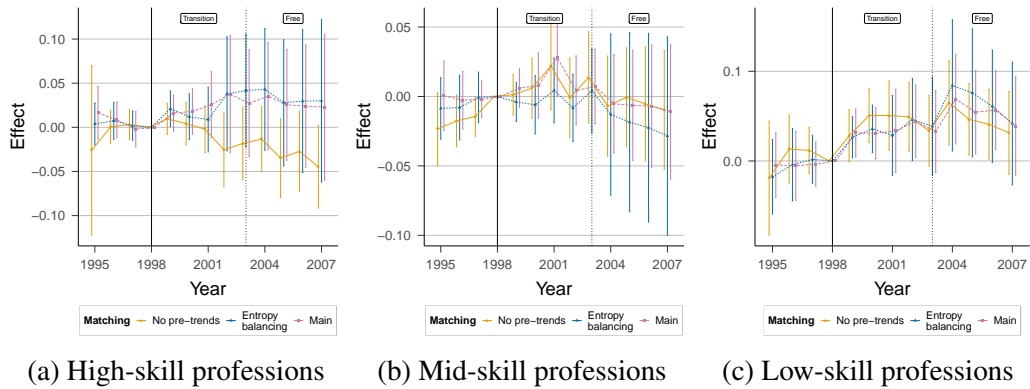 Transition Free
0.10
0.05
0.00
−0.05
−0.10
Effect
1995 1998 2001 2004 2007
Year
Matching No pre-trends Entropy balancing Main
(a) High-skill professions
Transition Free
0.05
0.00
−0.05
−0.10
Effect
1995 1998 2001 2004 2007
Year
Matching No pre-trends Entropy balancing Main
(b) Mid-skill professions
Transition Free
0.1
0.0
Effect
1995 1998 2001 2004 2007
Year
Matching No pre-trends Entropy balancing Main
(c) Low-skill professions